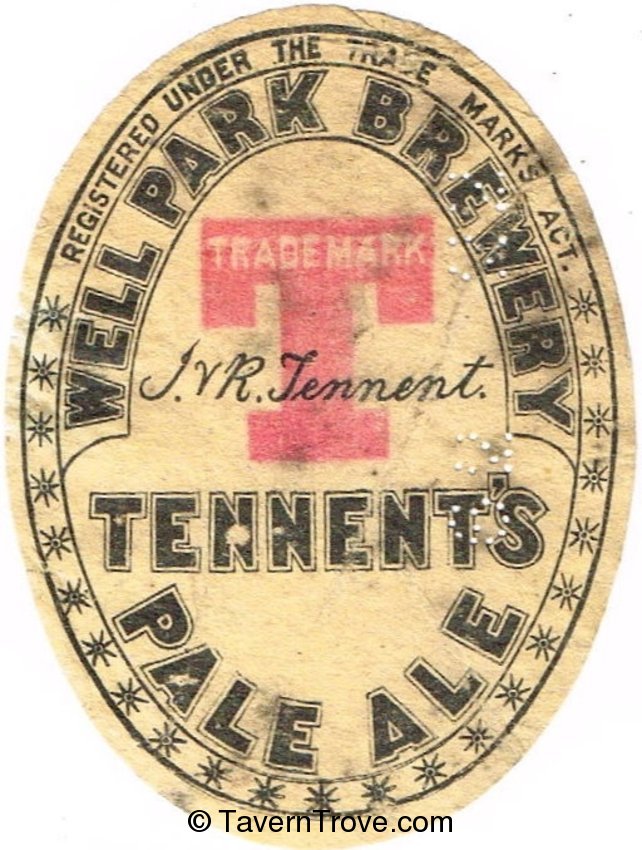 REGISTERED UNDER THE TRADE MARKS ACT.
WELL PARK BREWERY
TRADE MARK
J. & R. Tennent.
TENNENT'S
PALE ALE
© TavernTrove.com